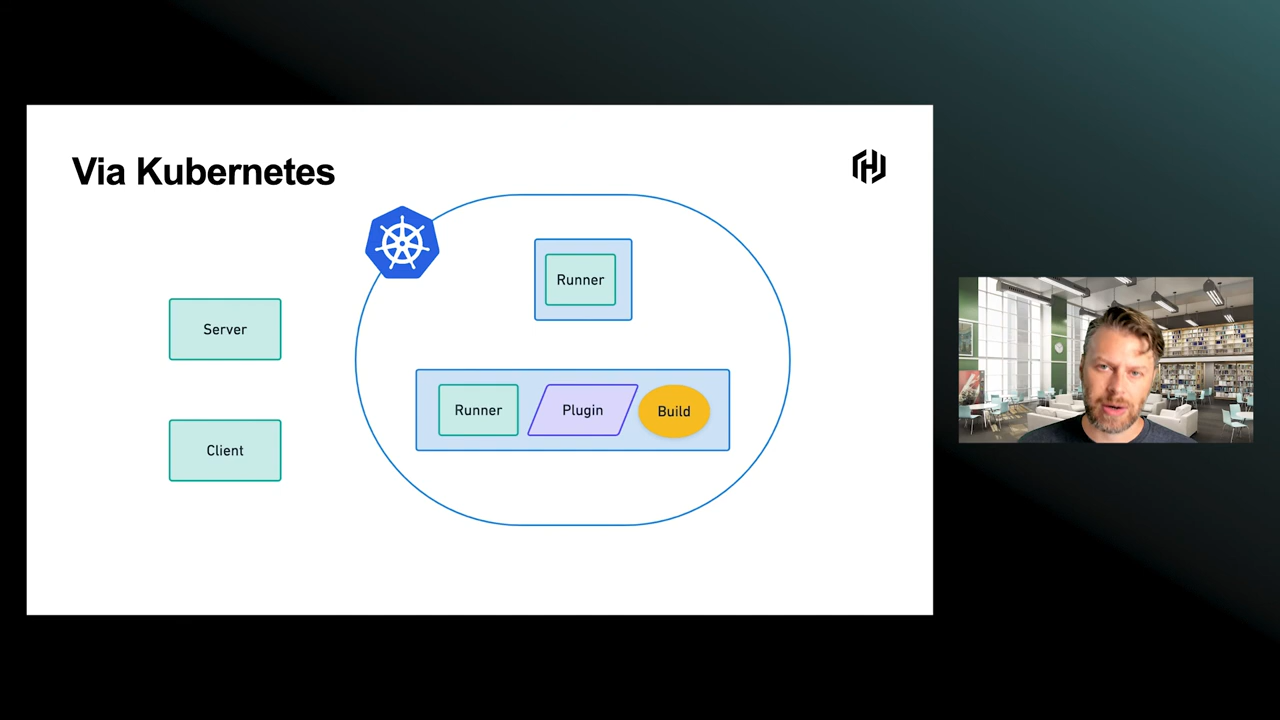 Via Kubernetes
Runner
Server
Runner
Plugin
Build
Client